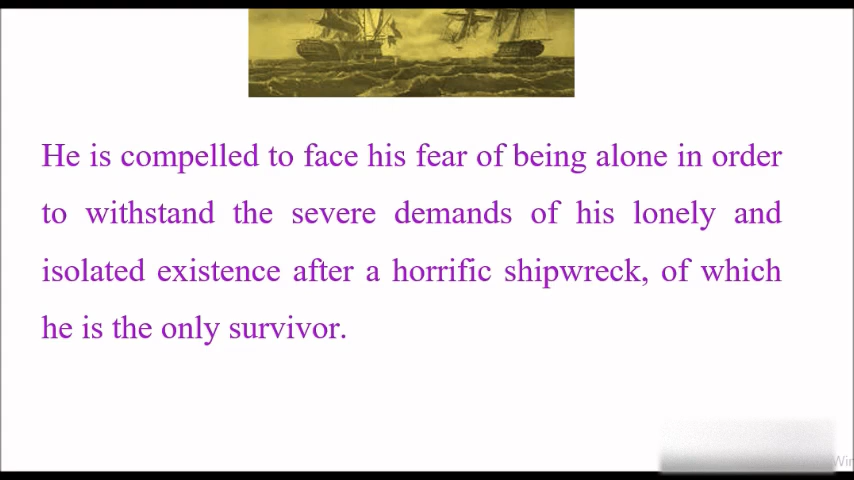 He is compelled to face his fear of being alone in order
to withstand the severe demands of his lonely and
isolated existence after a horrific shipwreck, of which
he is the only survivor.